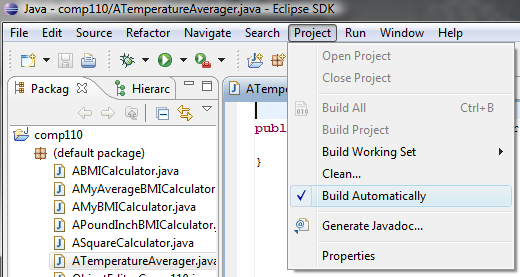 Java - comp110/ATemperatureAverager.java - Eclipse SDK
File Edit Source Refactor Navigate Search Project Run Window Help
Packag
Hierarc
ATempe
Open Project
Close Project
Build All Ctrl+B
Build Project
Build Working Set
Clean...
Build Automatically
Generate Javadoc...
Properties
comp110
(default package)
ABMICalculator.java
AMyAverageBMICalculator
AMyBMICalculator.java
APoundInchBMICalculator
ASquareCalculator.java
ATemperatureAverager.java
publ
}